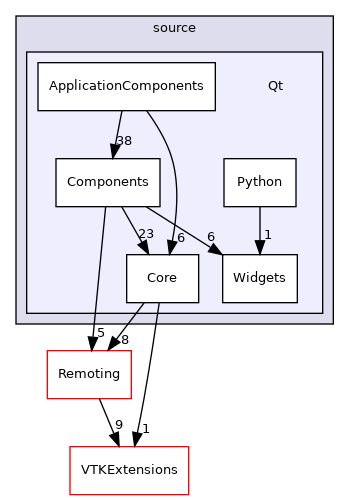 source
ApplicationComponents
Qt
38
Components
Python
23
6
6
1
Core
Widgets
5
8
Remoting
9
1
VTKExtensions